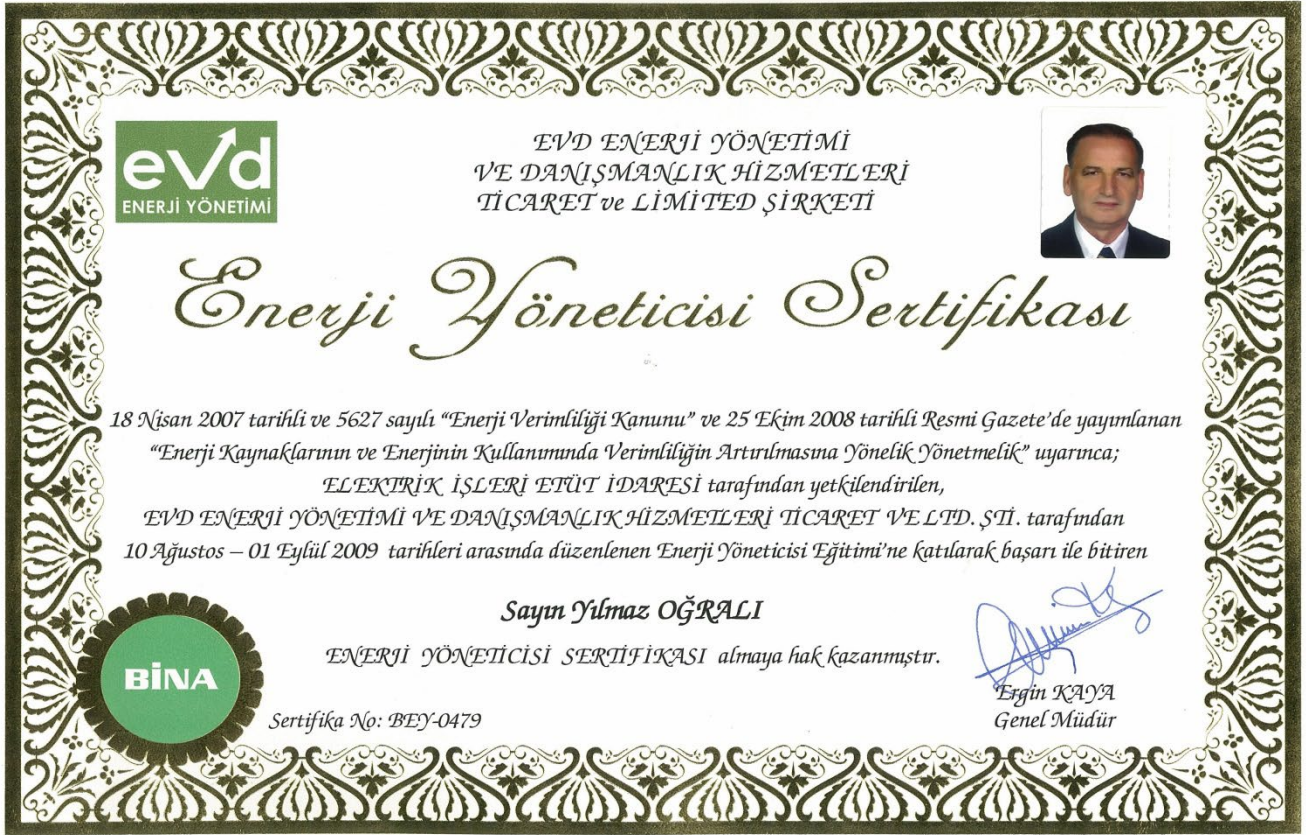 evd
ENERJİ YÖNETİMİ
EVD ENERJİ YÖNETİMİ
VE DANIŞMANLIK HİZMETLERİ
TİCARET ve LİMİTED ŞİRKETİ
Enerji Yöneticisi Sertifikası
18 Nisan 2007 tarihli ve 5627 sayılı “Enerji Verimliliği Kanunu” ve 25 Ekim 2008 tarihli Resmi Gazete’de yayımlanan
“Enerji Kaynaklarının ve Enerjinin Kullanımında Verimliliğin Artırılmasına Yönelik Yönetmelik” uyarınca;
ELEKTRİK İŞLERİ ETÜT İDARESİ tarafından yetkilendirilen,
EVD ENERJİ YÖNETİMİ VE DANIŞMANLIK HİZMETLERİ TİCARET VE LTD. ŞTİ. tarafından
10 Ağustos – 01 Eylül 2009 tarihleri arasında düzenlenen Enerji Yöneticisi Eğitimi’ne katılarak başarı ile bitiren
Sayın Yılmaz OĞRALI
ENERJİ YÖNETİCİSİ SERTİFİKASI almaya hak kazanmıştır.
BİNA
Sertifika No: BEY-0479
Ergin KAYA
Genel Müdür